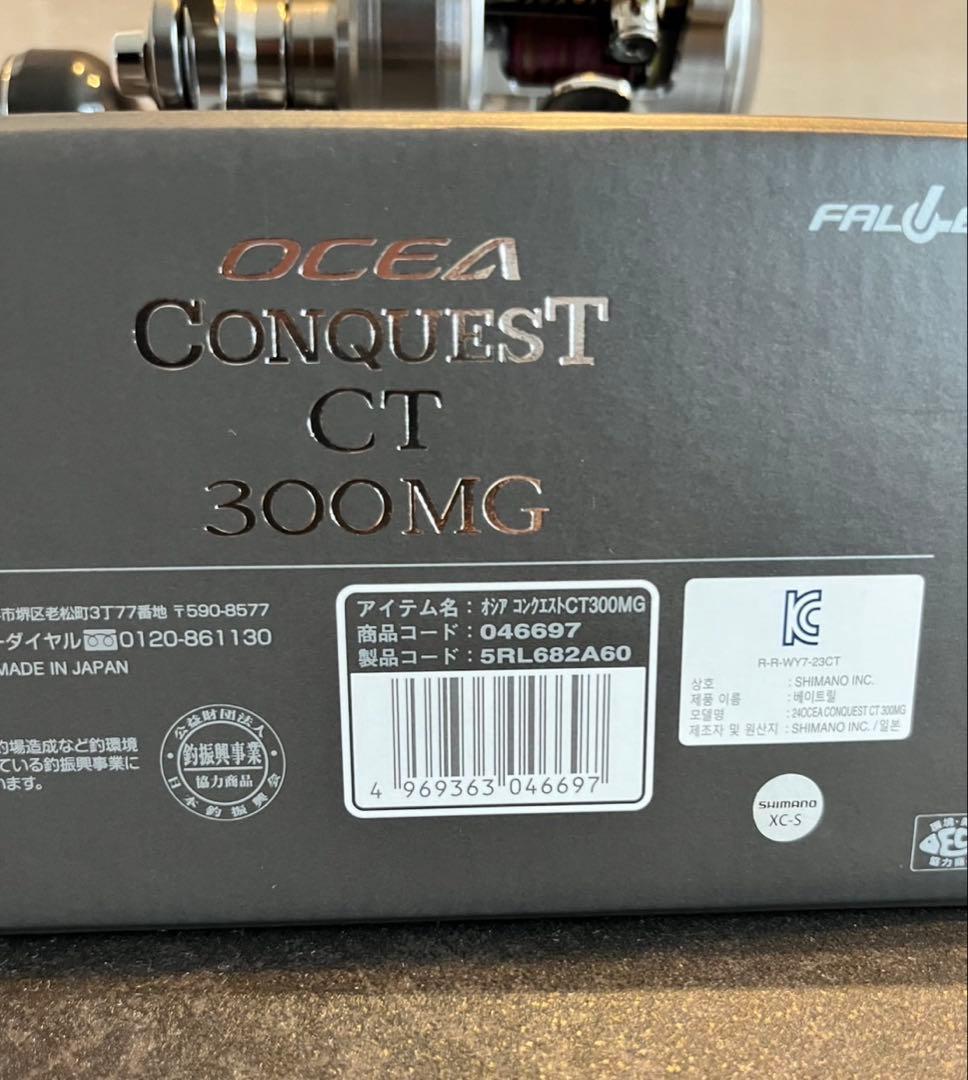 OCEA
CONQUEST
CT
300MG
市堺区老松町3丁77番地 〒590-8577
ーダイヤル 0120-861130
MADE IN JAPAN
釣場造成など釣環境
ている釣振興事業に
います。
公益財団法人
釣振興事業
協力商品
日本釣振興会
アイテム名：オシア コンクエストCT300MG
商品コード：046697
製品コード：5RL682A60
4 969363 046697
R-R-WY7-23CT
상호 : SHIMANO INC.
제품 이름 : 베이트릴
모델명 : 24OCEA CONQUEST CT 300MG
제조자 및 원산지 : SHIMANO INC. / 일본
SHIMANO
XC-S
環境・
協力商